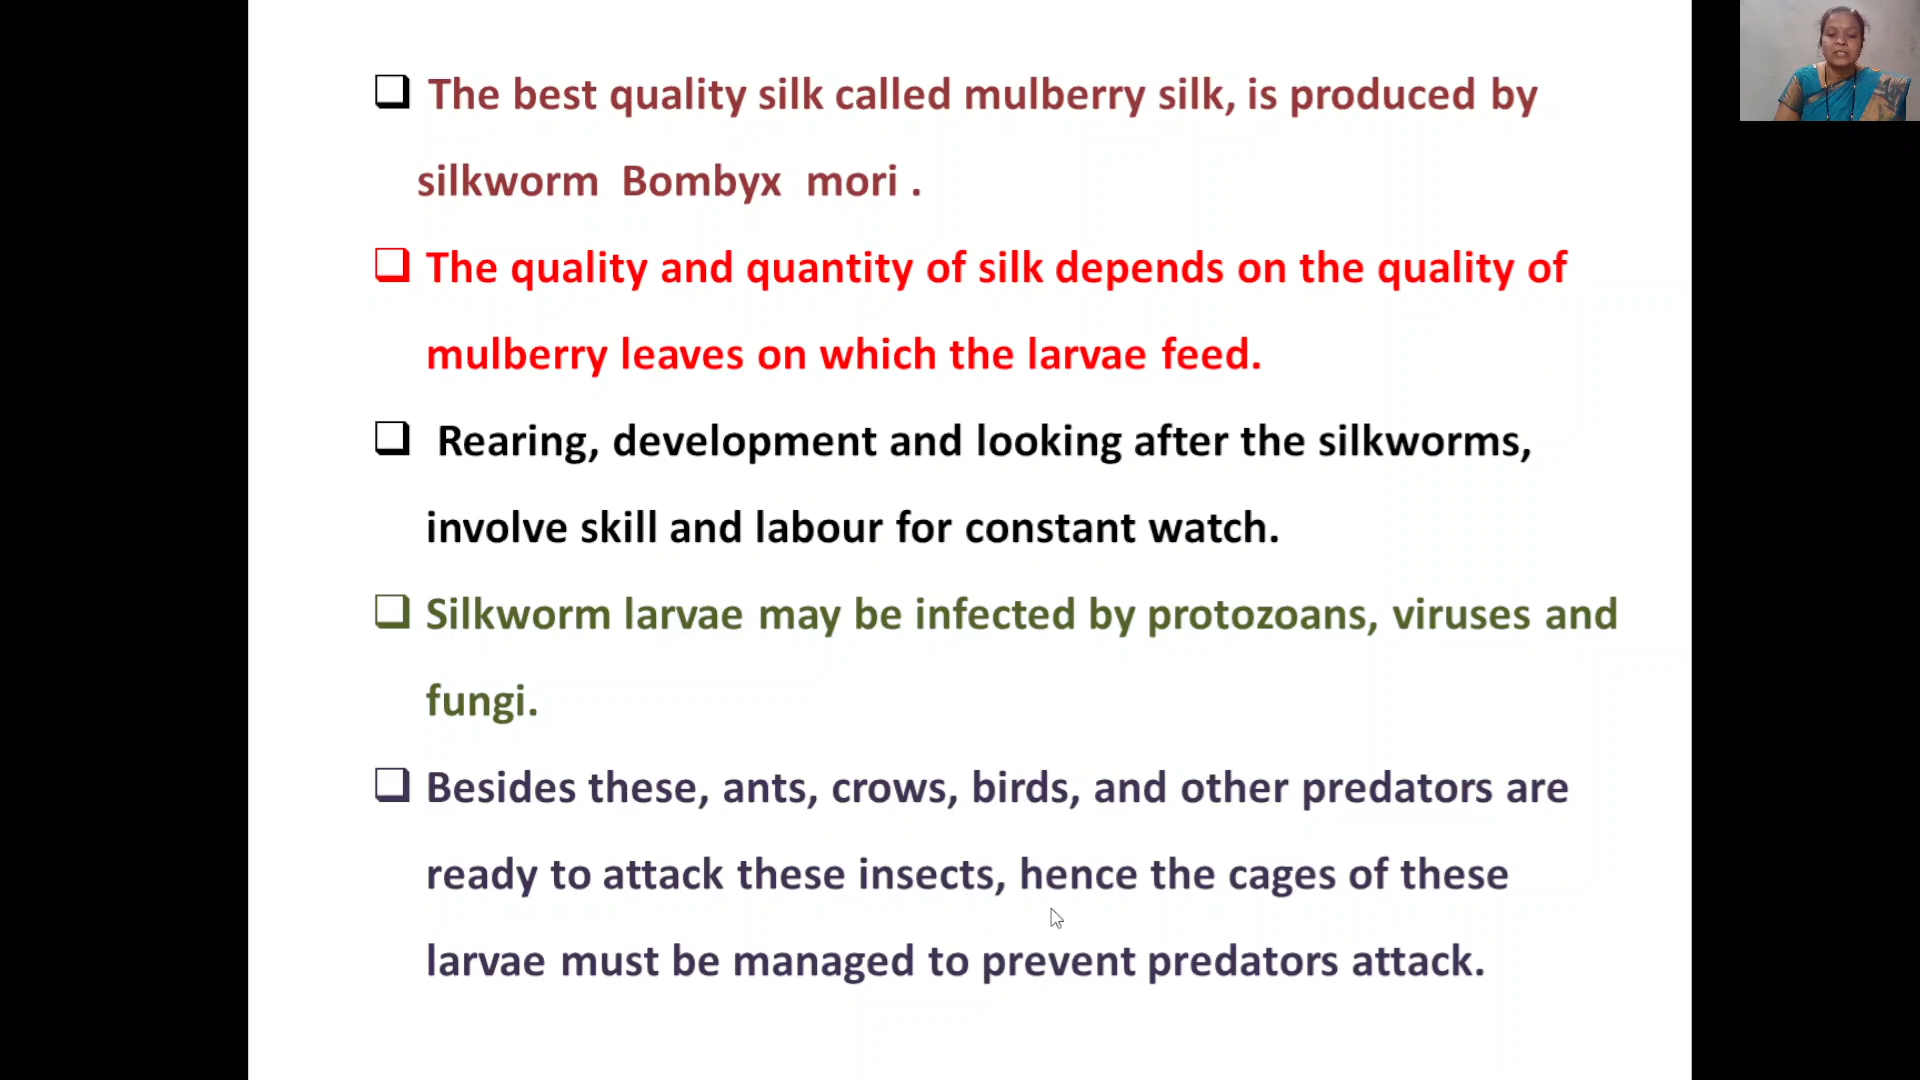 The best quality silk called mulberry silk, is produced by
silkworm Bombyx mori .
The quality and quantity of silk depends on the quality of
mulberry leaves on which the larvae feed.
Rearing, development and looking after the silkworms,
involve skill and labour for constant watch.
Silkworm larvae may be infected by protozoans, viruses and
fungi.
Besides these, ants, crows, birds, and other predators are
ready to attack these insects, hence the cages of these
larvae must be managed to prevent predators attack.